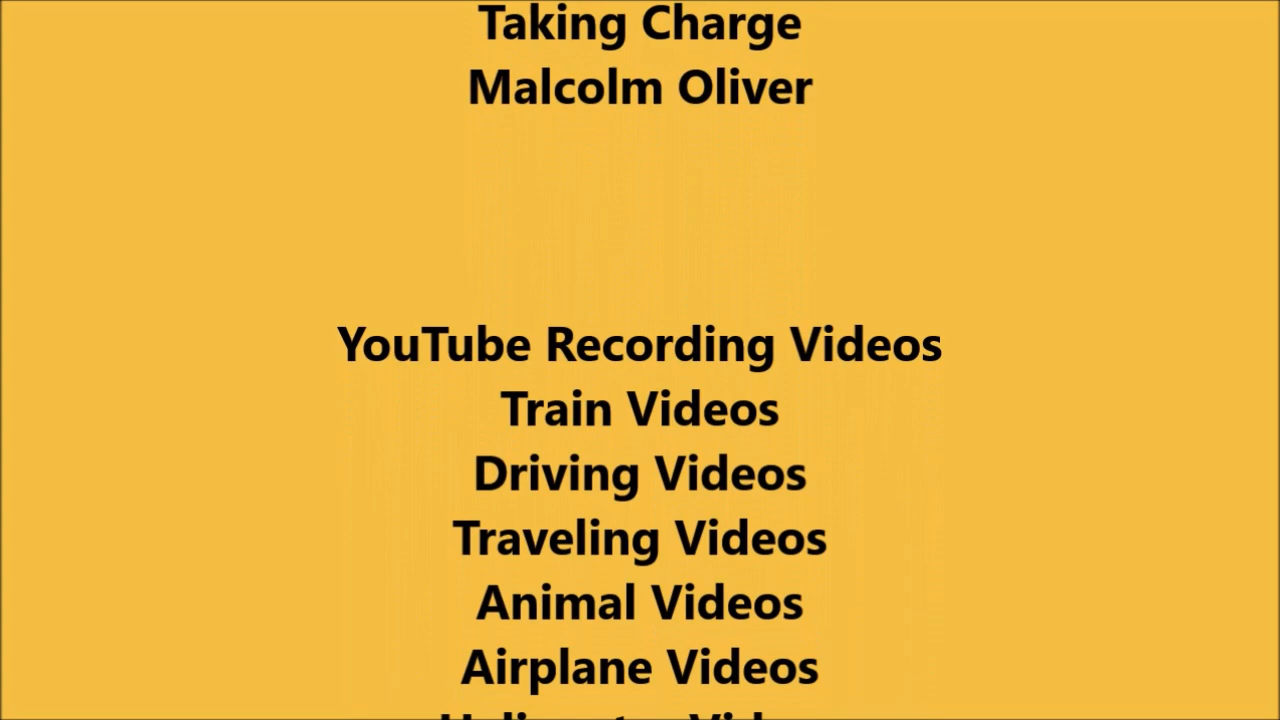 Taking Charge
Malcolm Oliver
YouTube Recording Videos
Train Videos
Driving Videos
Traveling Videos
Animal Videos
Airplane Videos